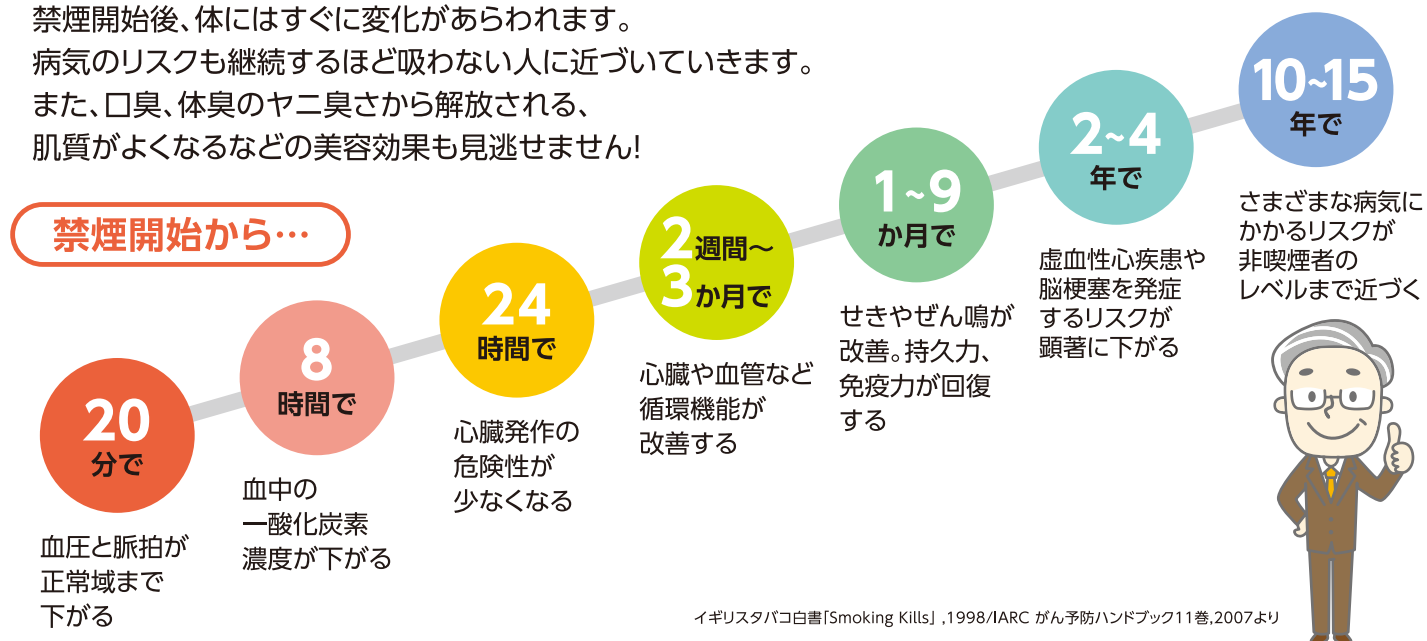 禁煙開始後、体にはすぐに変化があらわれます。
病気のリスクも継続するほど吸わない人に近づいていきます。
また、口臭、体臭のヤニ臭さから解放される、
肌質がよくなるなどの美容効果も見逃せません!
禁煙開始から…
20
分で
血圧と脈拍が
正常域まで
下がる
8
時間で
血中の
一酸化炭素
濃度が下がる
24
時間で
心臓発作の
危険性が
少なくなる
2週間～
3か月で
心臓や血管など
循環機能が
改善する
1~9
か月で
せきやぜん鳴が
改善。持久力、
免疫力が回復
する
2~4
年で
虚血性心疾患や
脳梗塞を発症
するリスクが
顕著に下がる
10~15
年で
さまざまな病気に
かかるリスクが
非喫煙者の
レベルまで近づく
イギリスタバコ白書「Smoking Kills」,1998/IARC がん予防ハンドブック11巻,2007より